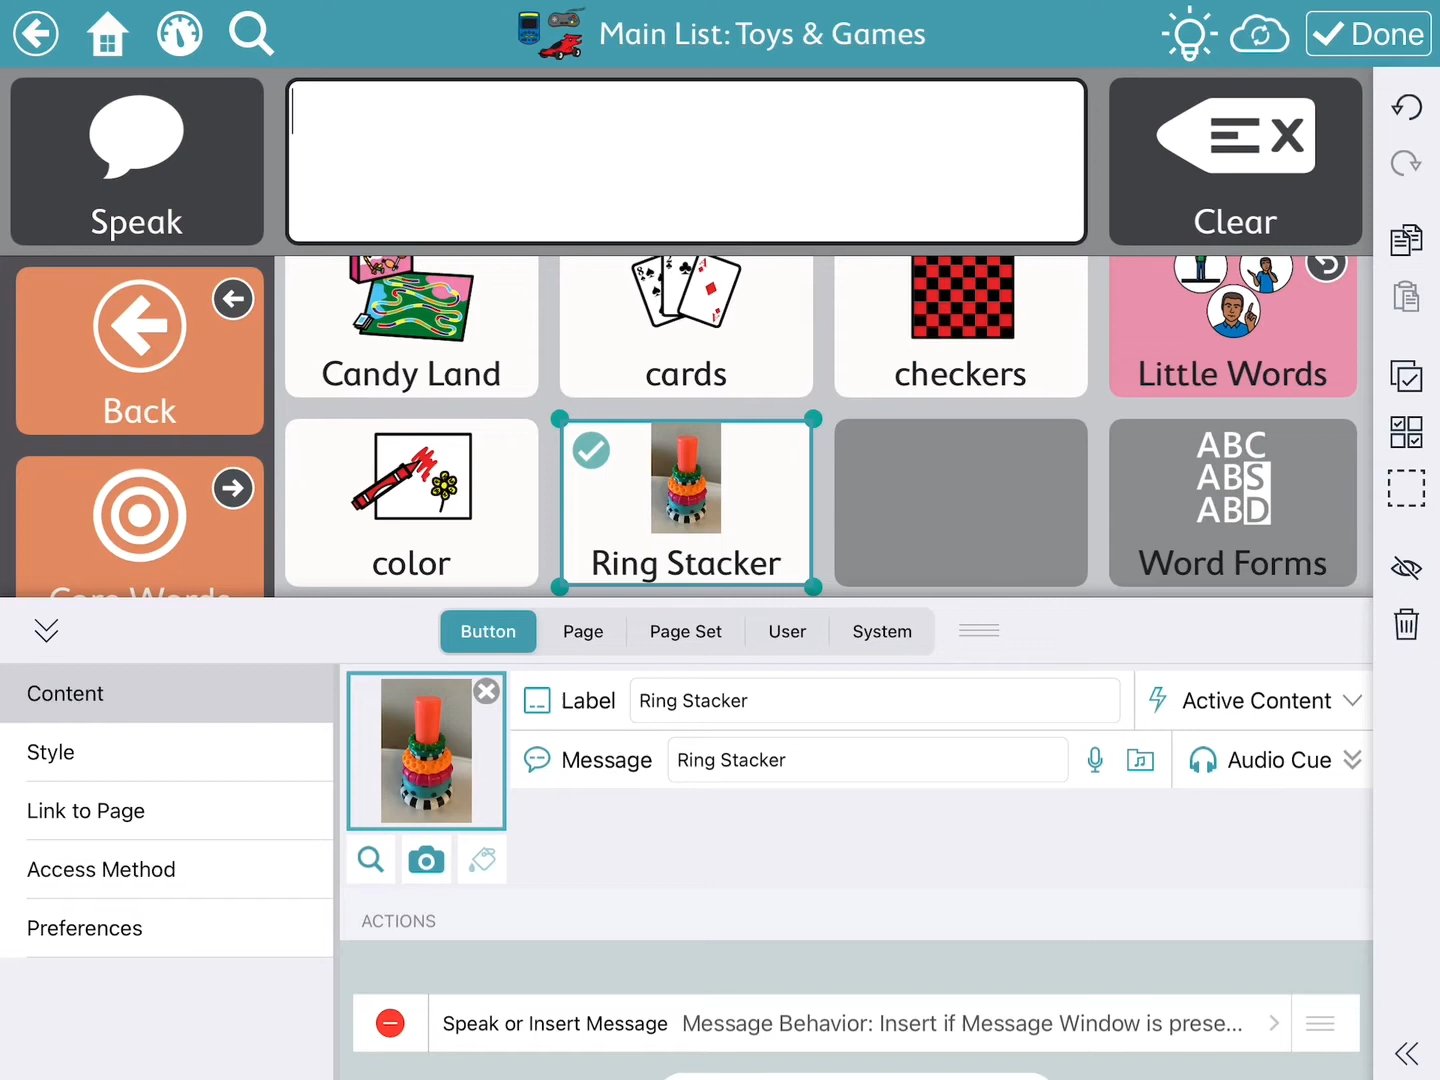 Main List: Toys & Games
Done
Speak
Clear
Back
Candy Land
cards
checkers
Little Words
Core Words
color
Ring Stacker
ABC
ABS
ABD
Word Forms
Button
Page
Page Set
User
System
Content
Style
Link to Page
Access Method
Preferences
Label
Ring Stacker
Active Content
Message
Ring Stacker
Audio Cue
ACTIONS
Speak or Insert Message
Message Behavior: Insert if Message Window is prese...